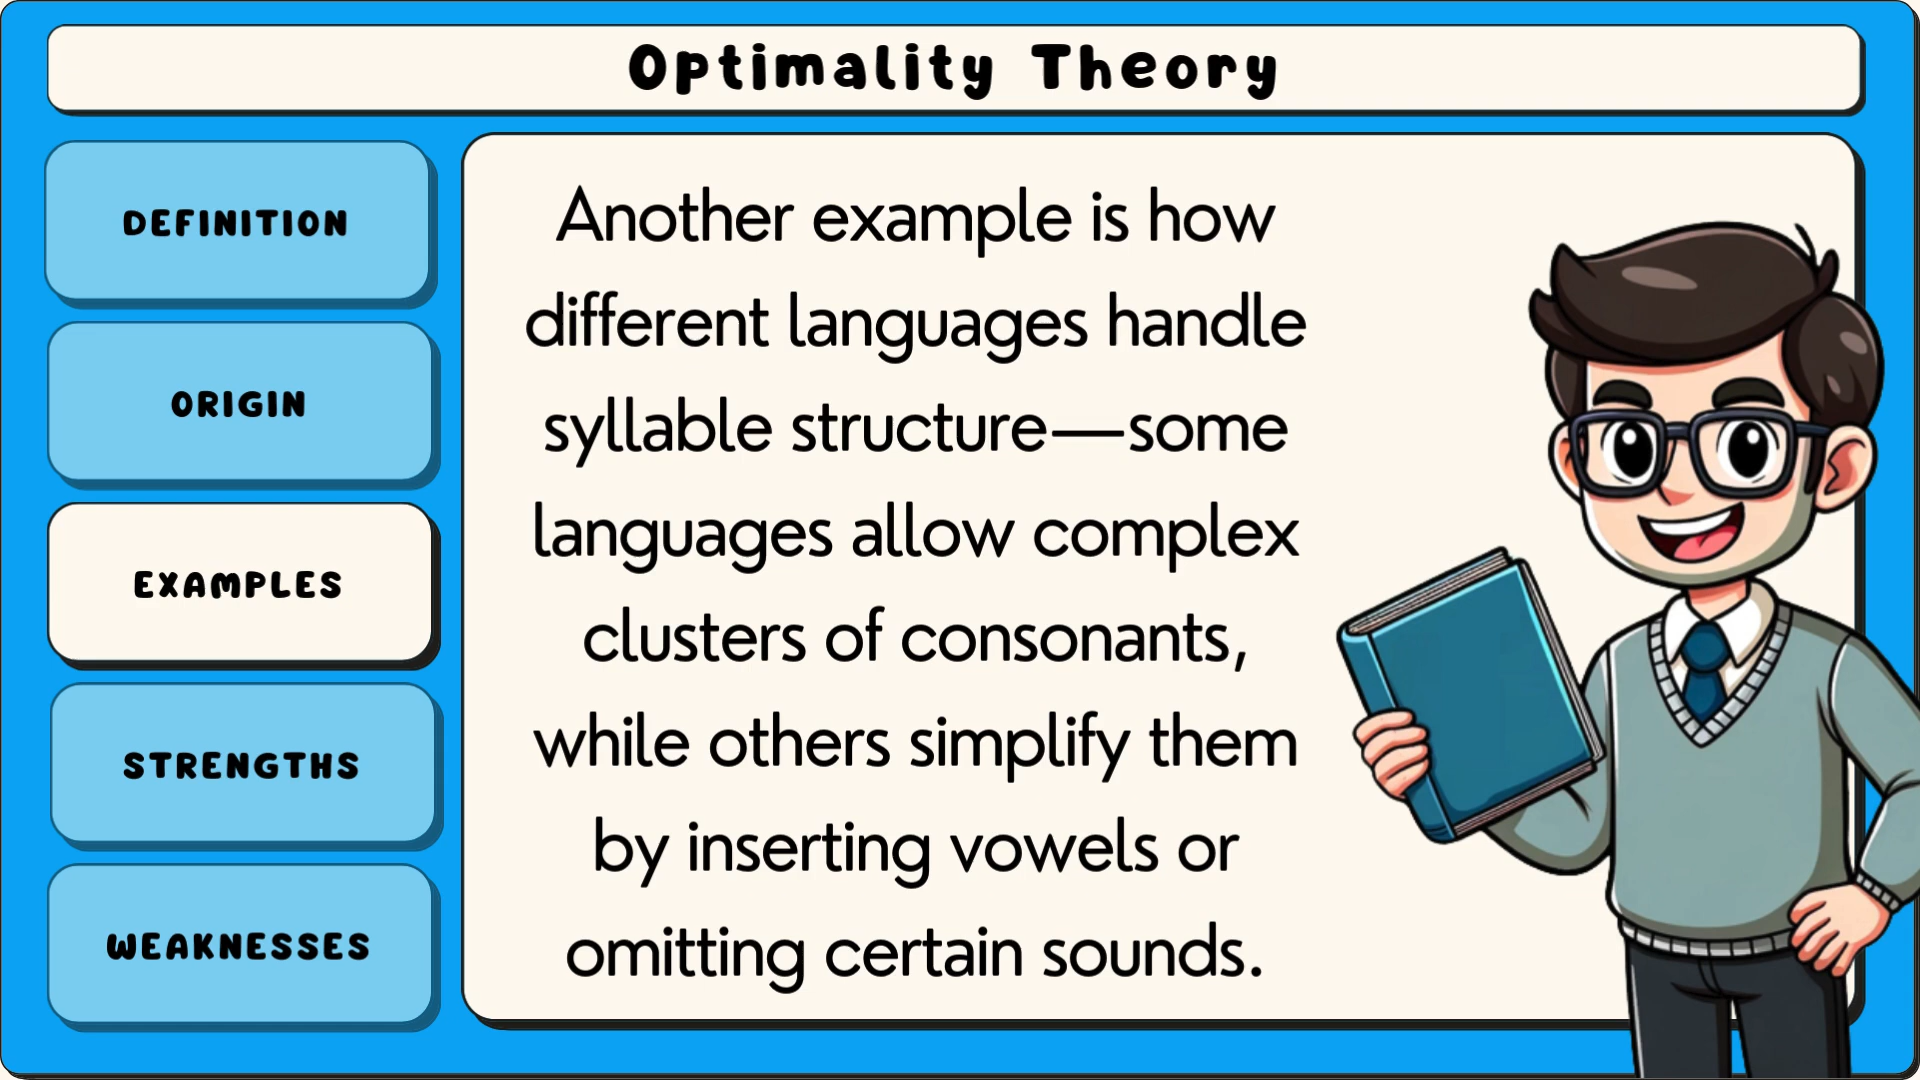 Optimality Theory
DEFINITION
ORIGIN
EXAMPLES
STRENGTHS
WEAKNESSES
Another example is how
different languages handle
syllable structure—some
languages allow complex
clusters of consonants,
while others simplify them
by inserting vowels or
omitting certain sounds.